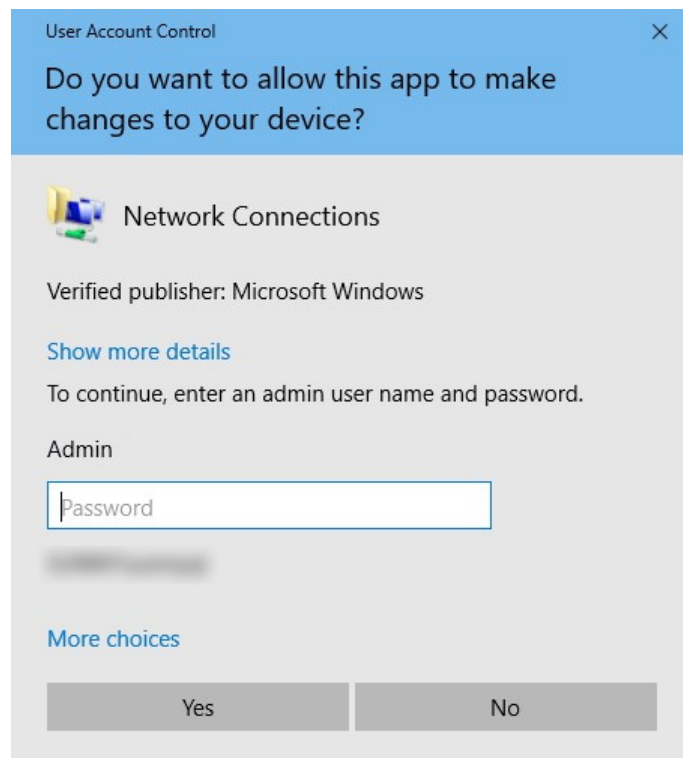 User Account Control
Do you want to allow this app to make
changes to your device?
Network Connections
Verified publisher: Microsoft Windows
Show more details
To continue, enter an admin user name and password.
Admin
Password
More choices
Yes
No